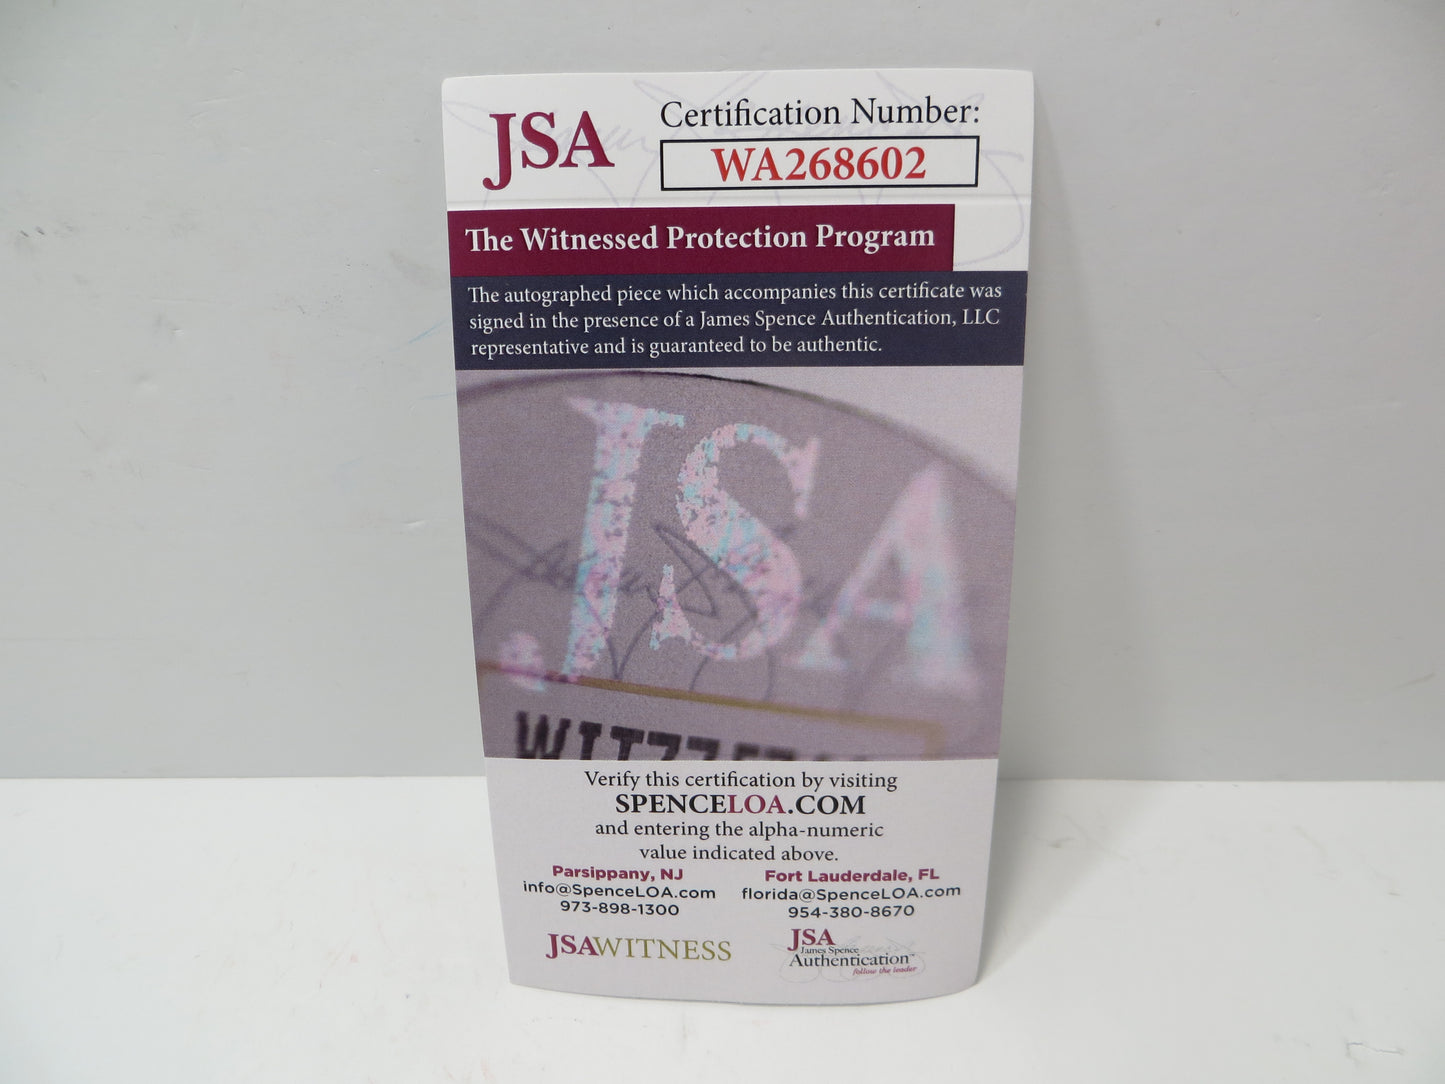 JSA
Certification Number:
WA268602
The Witnessed Protection Program
The autographed piece which accompanies this certificate was
signed in the presence of a James Spence Authentication, LLC
representative and is guaranteed to be authentic.
JSA
Verify this certification by visiting
SPENCELOA.COM
and entering the alpha-numeric
value indicated above.
Parsippany, NJ
info@SpenceLOA.com
973-898-1300
Fort Lauderdale, FL
florida@SpenceLOA.com
954-380-8670
JSAWITNESS
JSA
James Spence
Authentication™
follow the leader